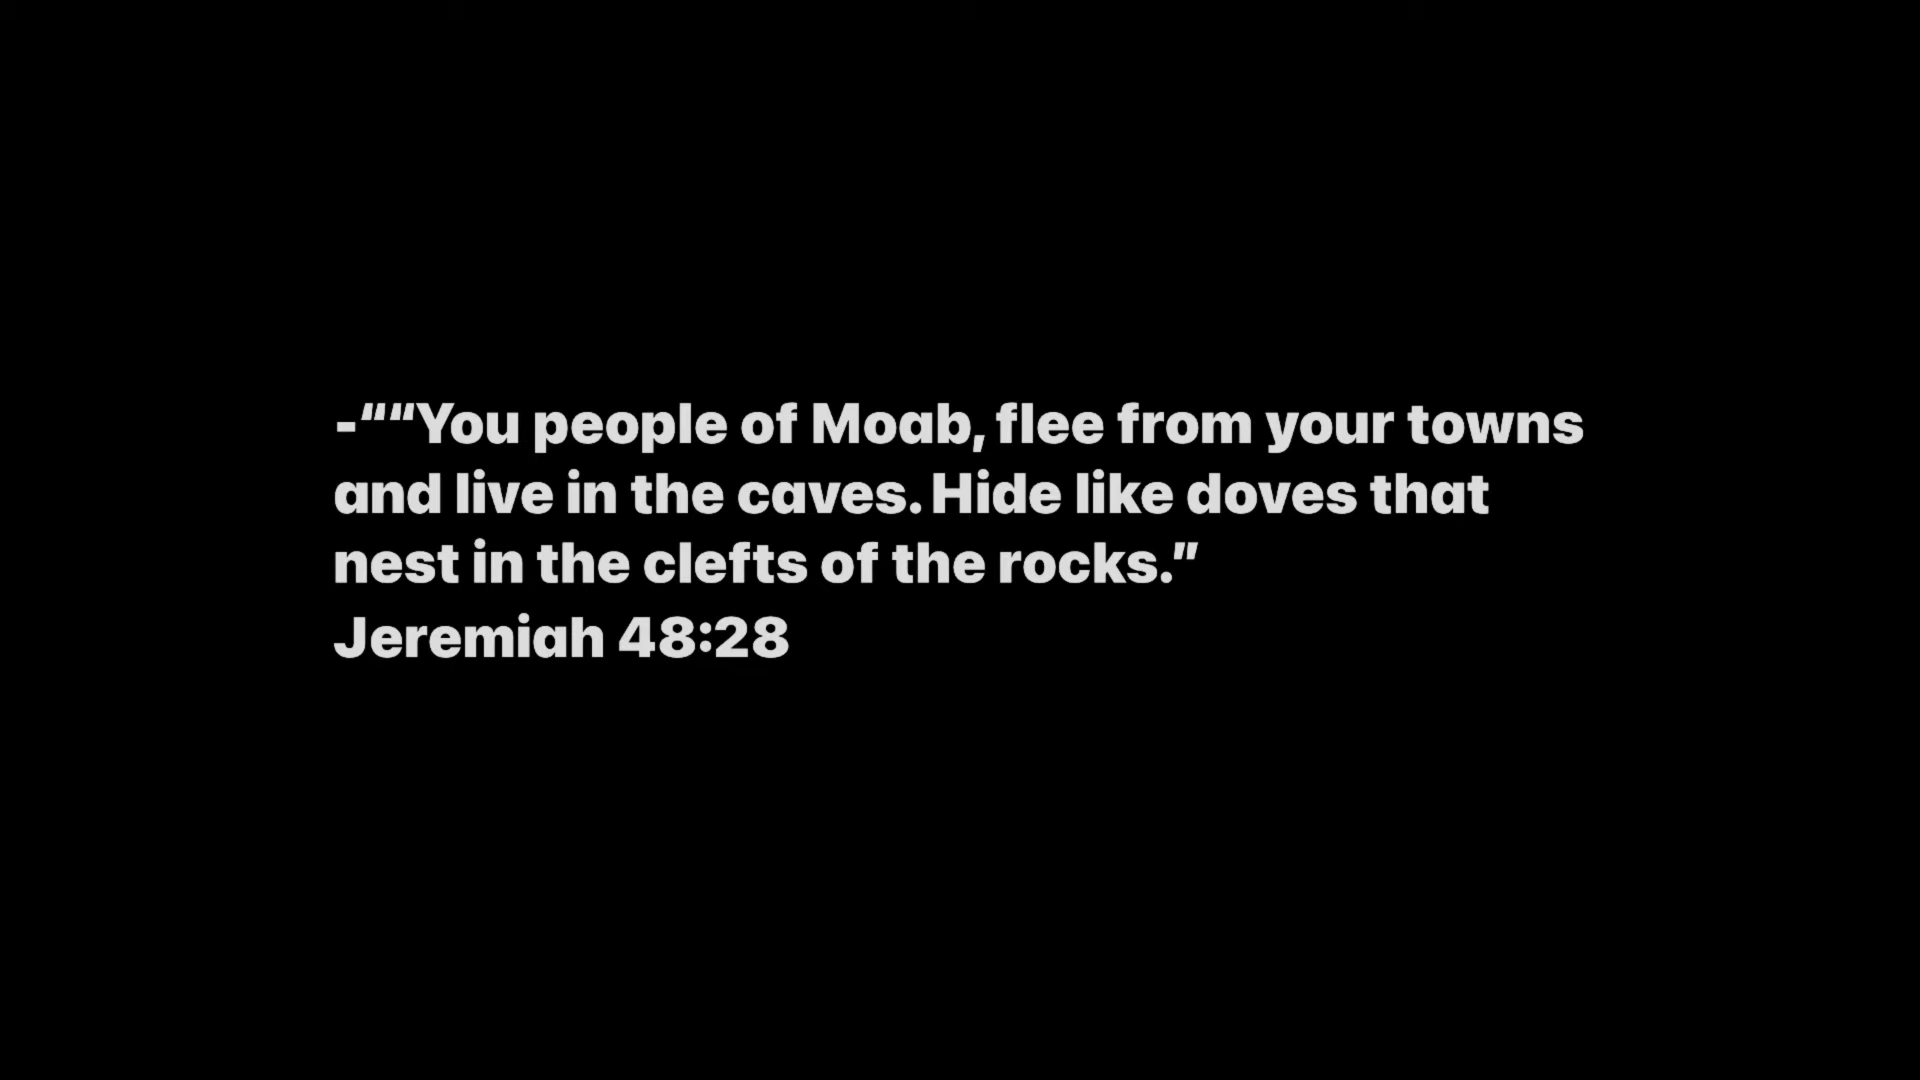 -““You people of Moab, flee from your towns
and live in the caves. Hide like doves that
nest in the clefts of the rocks.”
Jeremiah 48:28